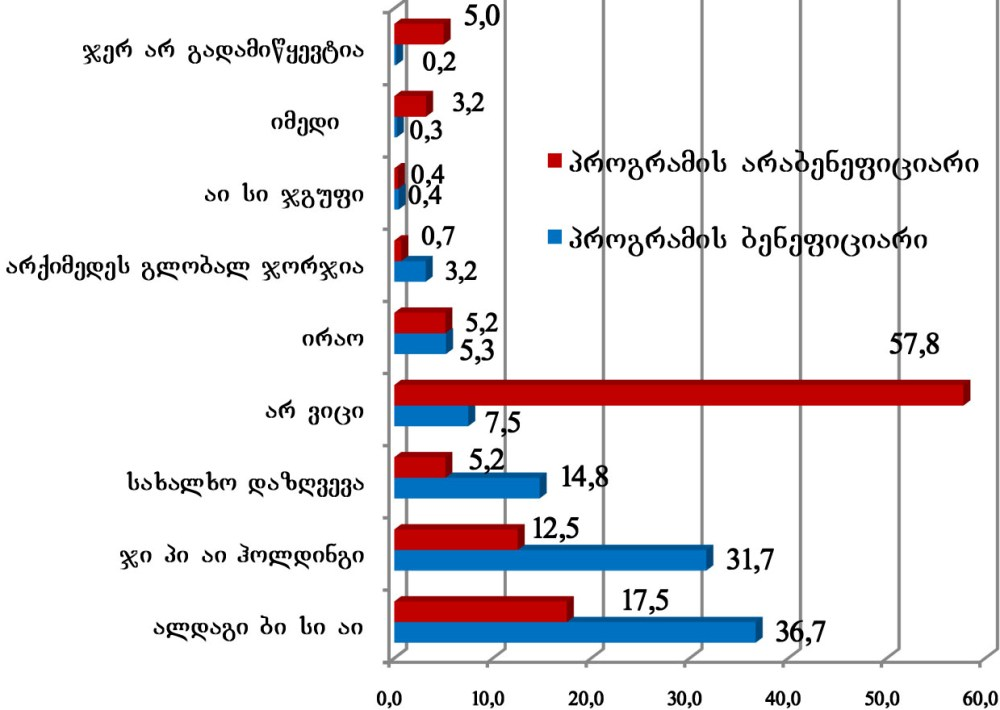 5,0
ჯერ არ გადამიწყვეტია
0,2
3,2
იმედი
0,3
პროგრამის არაბენეფიციარი
0,4
აი სი ჯგუფი
0,4
0,7
პროგრამის ბენეფიციარი
არქიმედეს გლობალ ჯორჯია
3,2
5,2
ირაო
5,3
57,8
არ ვიცი
7,5
5,2
სახალხო დაზღვევა
14,8
12,5
ჯი პი აი ჰოლდინგი
31,7
17,5
ალდაგი ბი სი აი
36,7
0,0 10,0 20,0 30,0 40,0 50,0 60,0